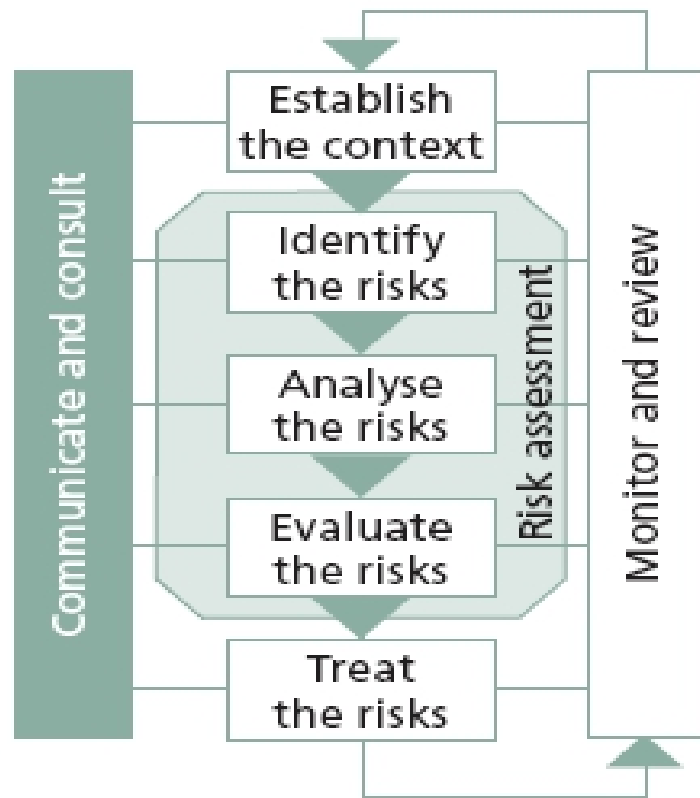 Communicate and consult
Establish
the context
Identify
the risks
Analyse
the risks
Evaluate
the risks
Treat
the risks
Risk assessment
Monitor and review